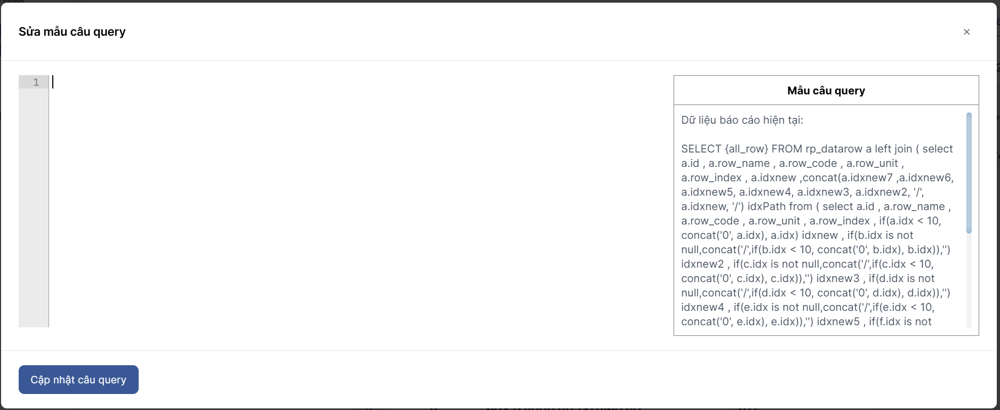 Sửa mẫu câu query
×
1
Mẫu câu query
Dữ liệu báo cáo hiện tại:
SELECT {all_row} FROM rp_datarow a left join ( select
a.id , a.row_name , a.row_code , a.row_unit ,
a.row_index , a.idxnew ,concat(a.idxnew7 ,a.idxnew6,
a.idxnew5, a.idxnew4, a.idxnew3, a.idxnew2, '/',
a.idxnew, '/') idxPath from ( select a.id , a.row_name ,
a.row_code , a.row_unit , a.row_index , if(a.idx < 10,
concat('0', a.idx), a.idx) idxnew , if(b.idx is not
null,concat('/',if(b.idx < 10, concat('0', b.idx), b.idx)),'')
idxnew2 , if(c.idx is not null,concat('/',if(c.idx < 10,
concat('0', c.idx), c.idx)),'') idxnew3 , if(d.idx is not
null,concat('/',if(d.idx < 10, concat('0', d.idx), d.idx)),'')
idxnew4 , if(e.idx is not null,concat('/',if(e.idx < 10,
concat('0', e.idx), e.idx)),'') idxnew5 , if(f.idx is not
Cập nhật câu query